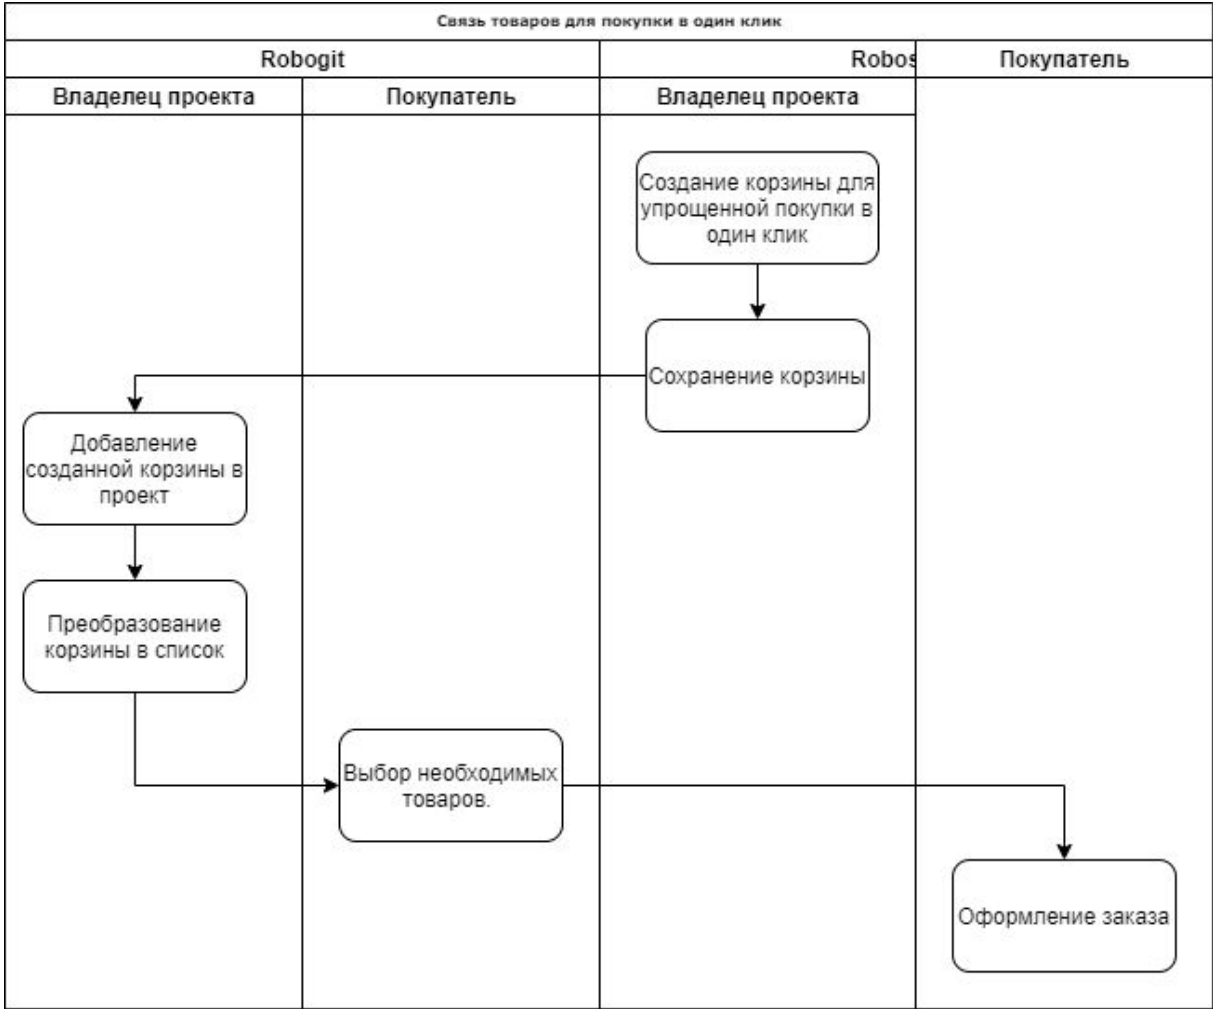 Связь товаров для покупки в один клик
Robogit
Robos
Покупатель
Владелец проекта
Покупатель
Владелец проекта
Создание корзины для
упрощенной покупки в
один клик
Сохранение корзины
Добавление
созданной корзины в
проект
Преобразование
корзины в список
Выбор необходимых
товаров.
Оформление заказа